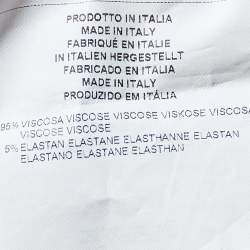 PRODOTTO IN ITALIA
MADE IN ITALY
FABRIQUÉ EN ITALIE
IN ITALIEN HERGESTELLT
FABRICADO EN ITALIA
MADE IN ITALY
PRODUZIDO EM ITÁLIA
95% VISCOSA VISCOSE VISCOSE VISKOSE VISCOSA
VISCOSE VISCOSE
5% ELASTAN ELASTANE ELASTHANNE ELASTAN
ELASTANO ELASTANE ELASTHAN